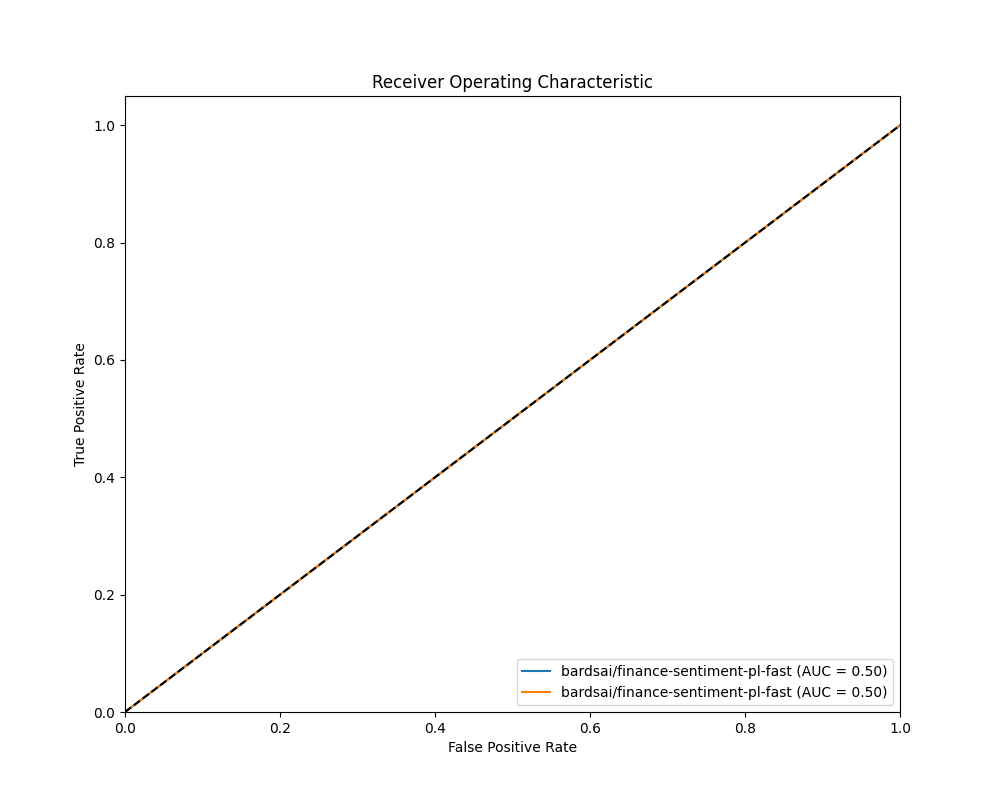 Receiver Operating Characteristic
1.0
0.8
0.6
0.4
0.2
0.0
True Positive Rate
bardsai/finance-sentiment-pl-fast (AUC = 0.50)
bardsai/finance-sentiment-pl-fast (AUC = 0.50)
0.0 0.2 0.4 0.6 0.8 1.0
False Positive Rate